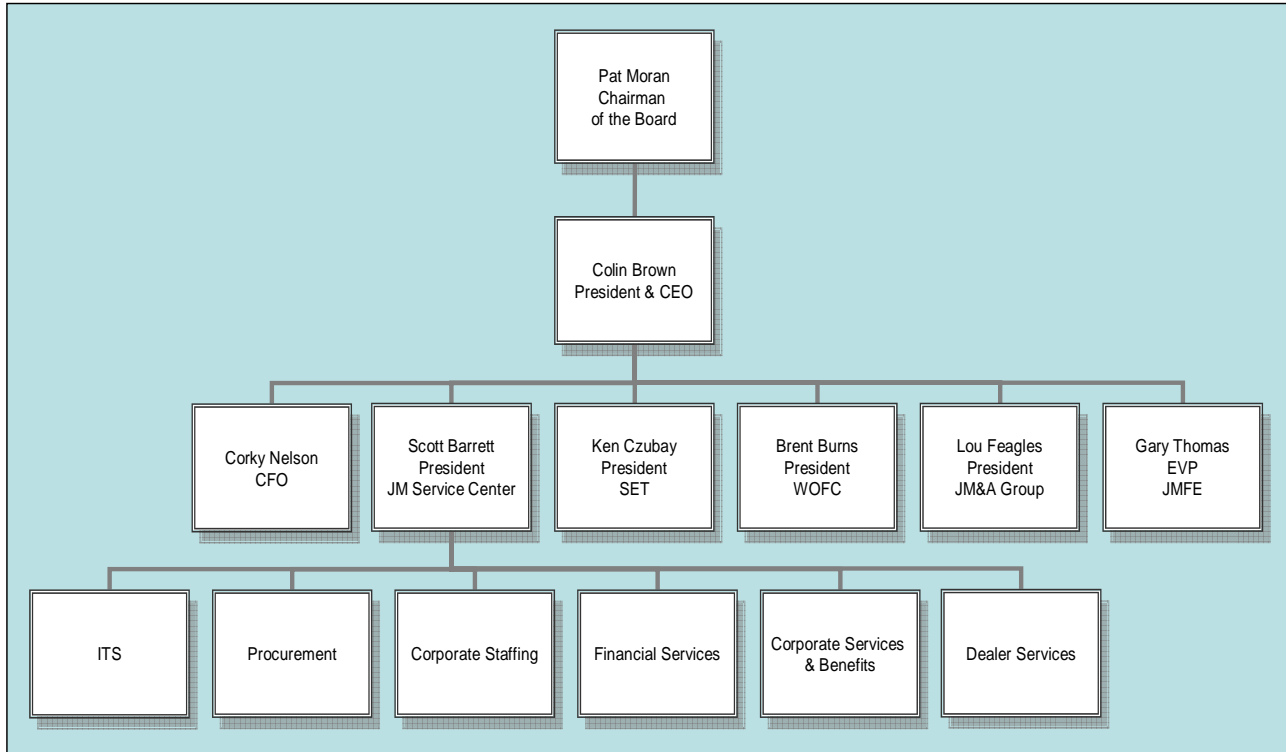 Pat Moran
Chairman
of the Board
Colin Brown
President & CEO
Corky Nelson
CFO
Scott Barrett
President
JM Service Center
Ken Czubay
President
SET
Brent Burns
President
WOFC
Lou Feagles
President
JM&A Group
Gary Thomas
EVP
JMFE
ITS
Procurement
Corporate Staffing
Financial Services
Corporate Services
& Benefits
Dealer Services